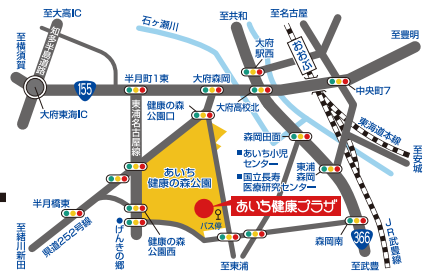 至大高IC
至共和
至名古屋
石ヶ瀬川
至豊明
至横須賀
知多半島道路
大府
駅西
おおぶ
155
半月町1東
大府森岡
大府東海IC
大府高校北
中央町7
健康の森
公園口
東浦名古屋線
森岡田面
東海道本線
至安城
あいち
健康の森公園
■あいち小児
センター
■国立長寿
医療研究センター
東浦
森岡
半月橋東
あいち健康プラザ
県道252号線
至緒川新田
●げんきの郷
健康の森
公園西
バス停
森岡南
366
JR武豊線
至東浦
至武豊